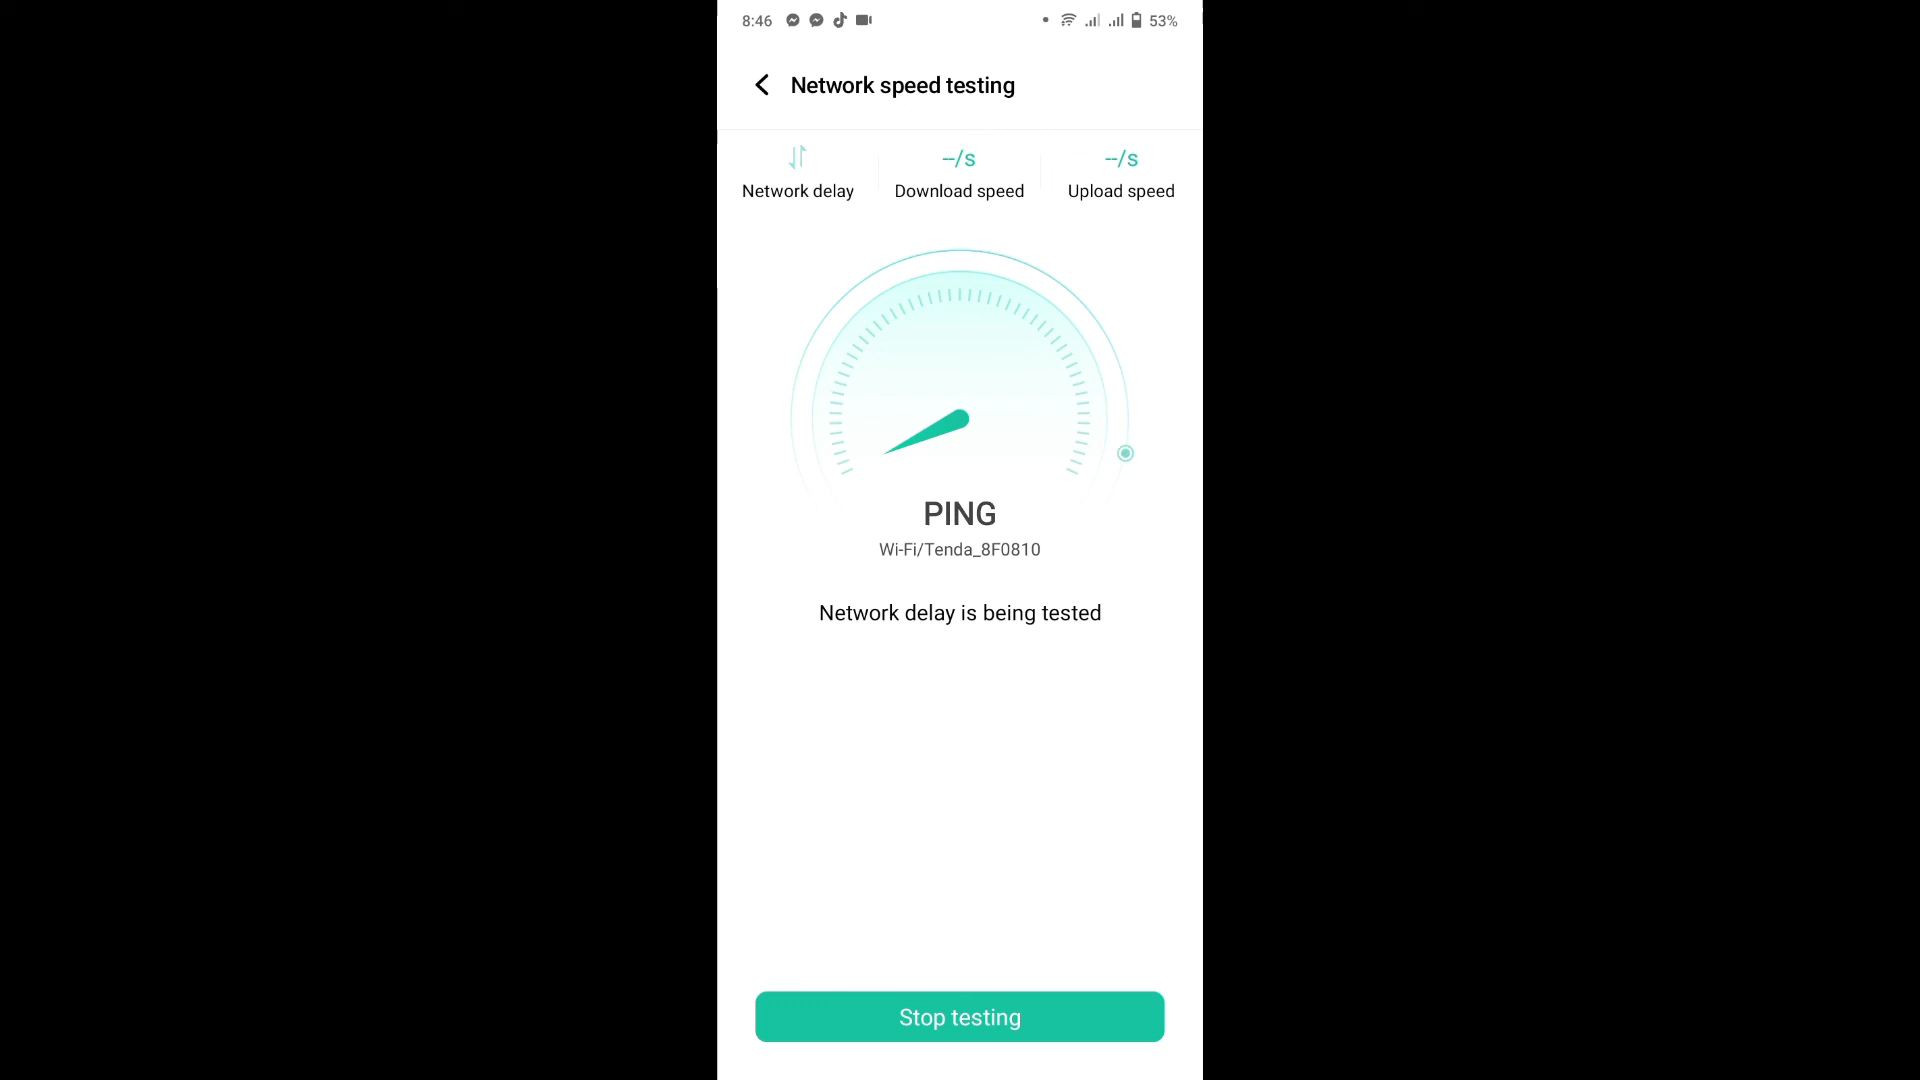 8:46 53%
Network speed testing
--/s --/s
Network delay Download speed Upload speed
PING
Wi-Fi/Tenda_8F0810
Network delay is being tested
Stop testing